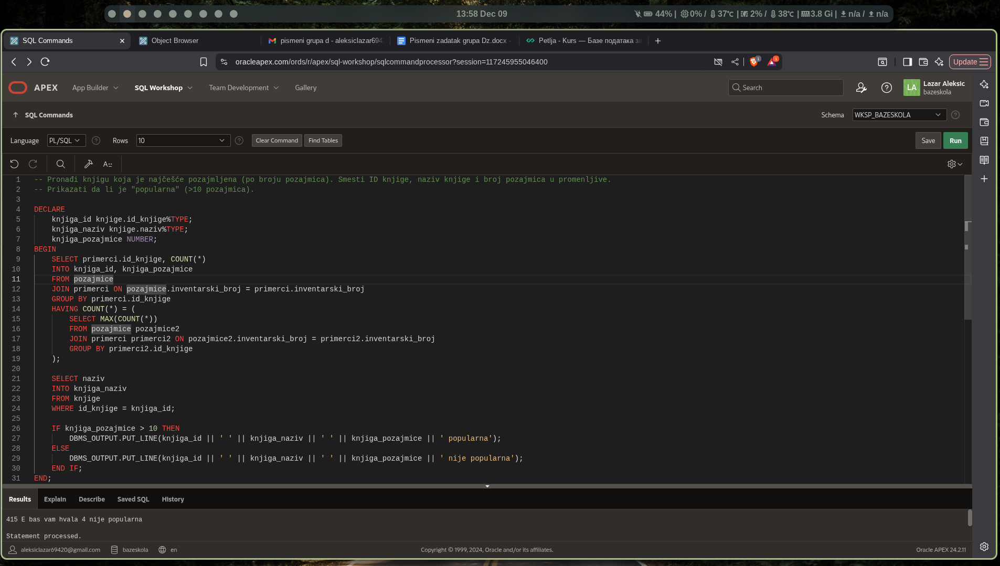 13:58 Dec 09
44% | 0% / 37℃ | 2% / 38℃ | 3.8 Gi | n/a / n/a
SQL Commands
Object Browser
pismeni grupa d - aleksiclazar694
Pismeni zadatak grupa Dz.docx -
Petlja - Kurs — Базе података за
oracleapex.com/ords/r/apex/sql-workshop/sqlcommandprocessor?session=117245955046400
1
1
Update
APEX
App Builder
SQL Workshop
Team Development
Gallery
Search
LA
Lazar Aleksic
bazeskola
SQL Commands
Schema
WKSP_BAZESKOLA
Language
PL/SQL
Rows
10
Clear Command
Find Tables
Save
Run
1 -- Pronađi knjigu koja je najčešće pozajmljena (po broju pozajmica). Smesti ID knjige, naziv knjige i broj pozajmica u promenljive.
2 -- Prikazati da li je "popularna" (>10 pozajmica).
3
4 DECLARE
5     knjiga_id knjige.id_knjige%TYPE;
6     knjiga_naziv knjige.naziv%TYPE;
7     knjiga_pozajmice NUMBER;
8 BEGIN
9     SELECT primerci.id_knjige, COUNT(*)
10     INTO knjiga_id, knjiga_pozajmice
11     FROM pozajmice
12     JOIN primerci ON pozajmice.inventarski_broj = primerci.inventarski_broj
13     GROUP BY primerci.id_knjige
14     HAVING COUNT(*) = (
15         SELECT MAX(COUNT(*))
16         FROM pozajmice pozajmice2
17         JOIN primerci primerci2 ON pozajmice2.inventarski_broj = primerci2.inventarski_broj
18         GROUP BY primerci2.id_knjige
19     );
20
21     SELECT naziv
22     INTO knjiga_naziv
23     FROM knjige
24     WHERE id_knjige = knjiga_id;
25
26     IF knjiga_pozajmice > 10 THEN
27         DBMS_OUTPUT.PUT_LINE(knjiga_id || ' ' || knjiga_naziv || ' ' || knjiga_pozajmice || ' popularna');
28     ELSE
29         DBMS_OUTPUT.PUT_LINE(knjiga_id || ' ' || knjiga_naziv || ' ' || knjiga_pozajmice || ' nije popularna');
30     END IF;
31 END;
Results
Explain
Describe
Saved SQL
History
415 E bas vam hvala 4 nije popularna
Statement processed.
aleksiclazar69420@gmail.com
bazeskola
en
Copyright © 1999, 2024, Oracle and/or its affiliates.
Oracle APEX 24.2.11